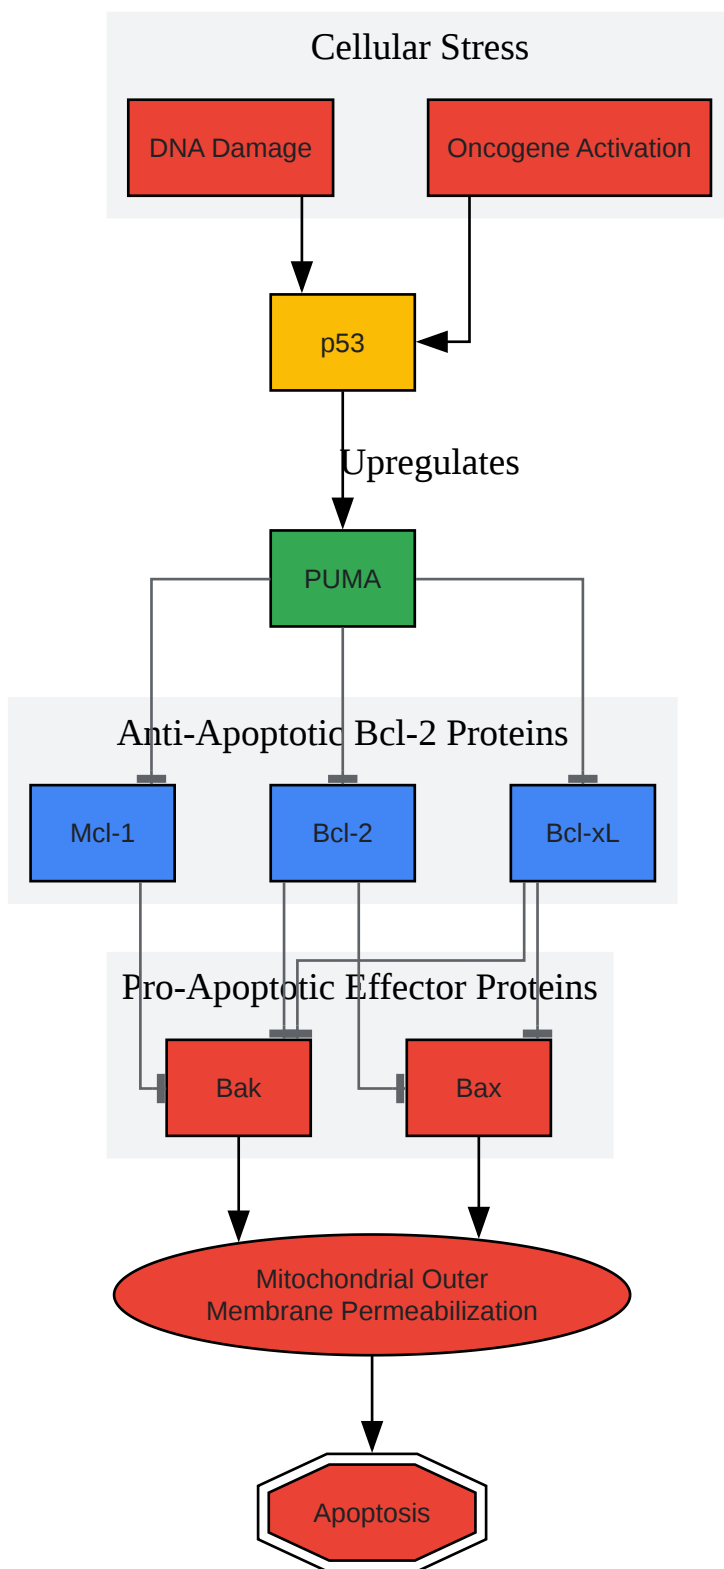 Cellular Stress
DNA Damage
Oncogene Activation
p53
Upregulates
PUMA
Anti-Apoptotic Bcl-2 Proteins
Mcl-1
Bcl-2
Bcl-xL
Pro-Apoptotic Effector Proteins
Bak
Bax
Mitochondrial Outer
Membrane Permeabilization
Apoptosis